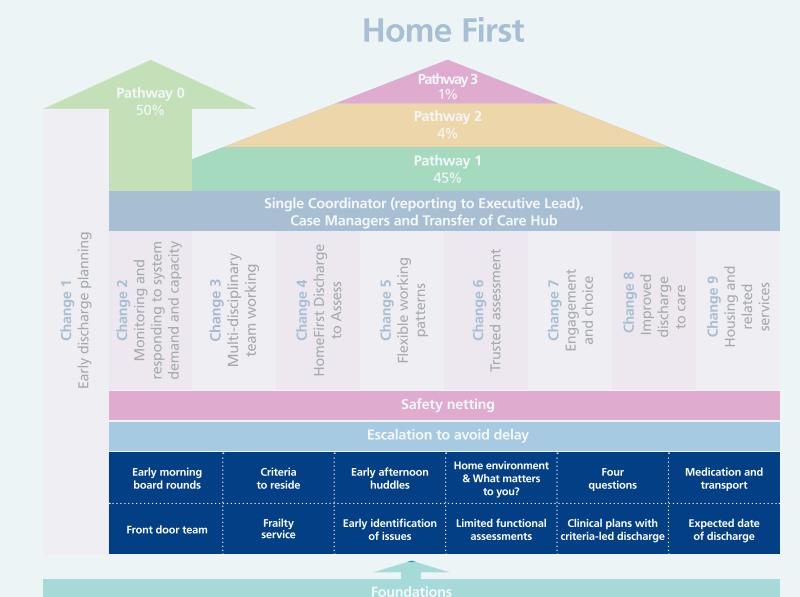 Home First
Pathway 0
50%
Pathway 3
1%
Pathway 2
4%
Pathway 1
45%
Single Coordinator (reporting to Executive Lead),
Case Managers and Transfer of Care Hub
Change 1
Early discharge planning
Change 2
Monitoring and
responding to system
demand and capacity
Change 3
Multi-disciplinary
team working
Change 4
HomeFirst Discharge
to Assess
Change 5
Flexible working
patterns
Change 6
Trusted assessment
Change 7
Engagement
and choice
Change 8
Improved
discharge
to care
Change 9
Housing and
related
services
Safety netting
Escalation to avoid delay
Early morning
board rounds
Criteria
to reside
Early afternoon
huddles
Home environment
& What matters
to you?
Four
questions
Medication and
transport
Front door team
Frailty
service
Early identification
of issues
Limited functional
assessments
Clinical plans with
criteria-led discharge
Expected date
of discharge
Foundations